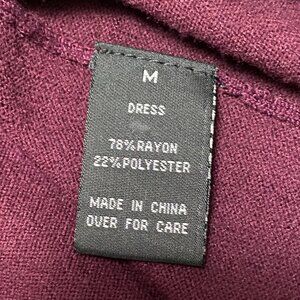 M
DRESS
78%RAYON
22%POLYESTER
MADE IN CHINA
OVER FOR CARE